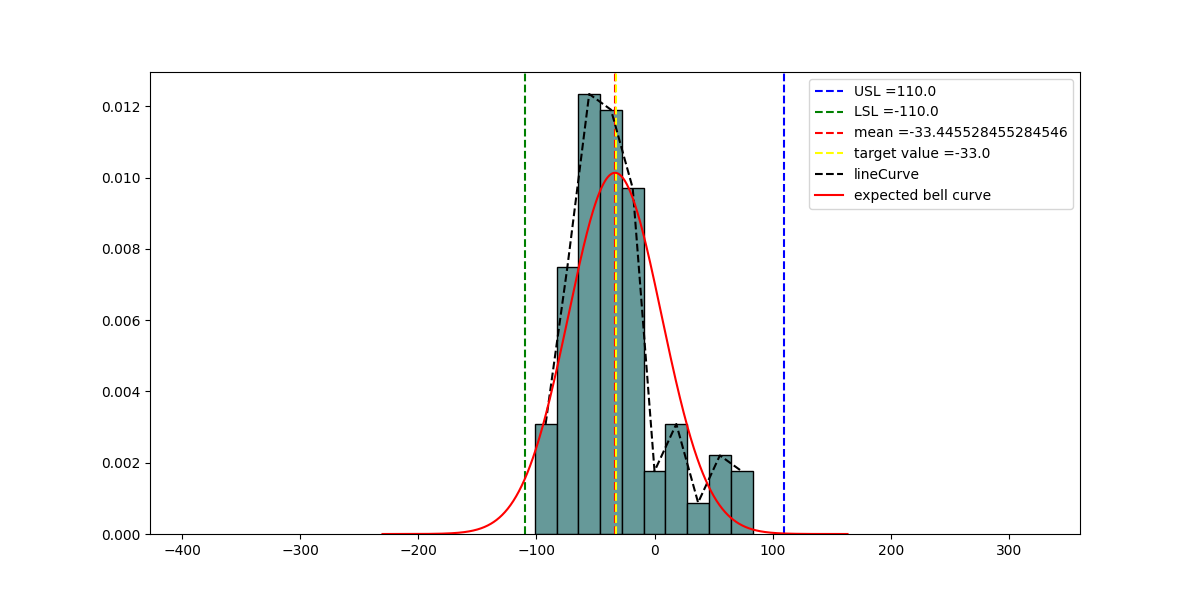 USL =110.0
LSL =-110.0
mean =-33.445528455284546
target value =-33.0
lineCurve
expected bell curve
0.012
0.010
0.008
0.006
0.004
0.002
0.000
−400 −300 −200 −100 0 100 200 300